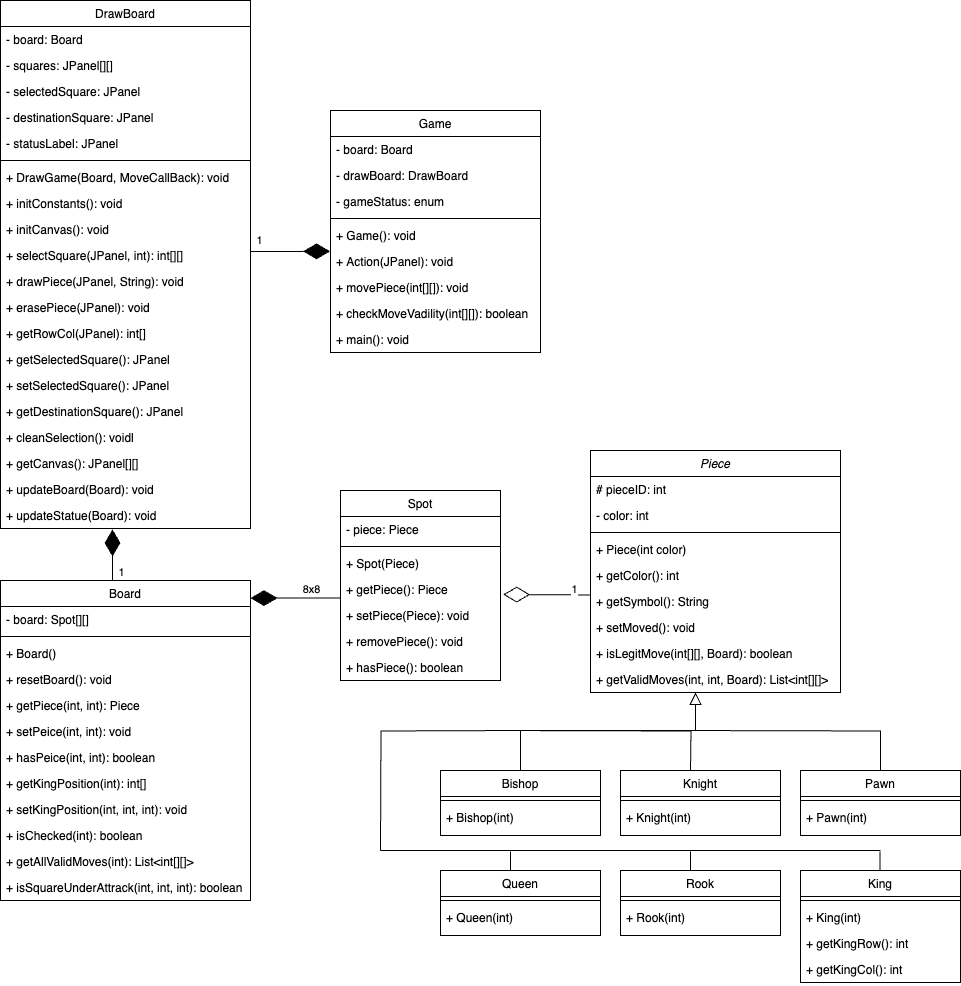 DrawBoard
- board: Board
- squares: JPanel[][]
- selectedSquare: JPanel
- destinationSquare: JPanel
- statusLabel: JPanel
+ DrawGame(Board, MoveCallBack): void
+ initConstants(): void
+ initCanvas(): void
+ selectSquare(JPanel, int): int[][]
+ drawPiece(JPanel, String): void
+ erasePiece(JPanel): void
+ getRowCol(JPanel): int[]
+ getSelectedSquare(): JPanel
+ setSelectedSquare(): JPanel
+ getDestinationSquare(): JPanel
+ cleanSelection(): voidl
+ getCanvas(): JPanel[][]
+ updateBoard(Board): void
+ updateStatue(Board): void
1
Game
- board: Board
- drawBoard: DrawBoard
- gameStatus: enum
+ Game(): void
+ Action(JPanel): void
+ movePiece(int[][]): void
+ checkMoveVadility(int[][]): boolean
+ main(): void
1
Board
- board: Spot[][]
+ Board()
+ resetBoard(): void
+ getPiece(int, int): Piece
+ setPeice(int, int): void
+ hasPeice(int, int): boolean
+ getKingPosition(int): int[]
+ setKingPosition(int, int, int): void
+ isChecked(int): boolean
+ getAllValidMoves(int): List<int[][]>
+ isSquareUnderAttrack(int, int, int): boolean
8x8
Spot
- piece: Piece
+ Spot(Piece)
+ getPiece(): Piece
+ setPiece(Piece): void
+ removePiece(): void
+ hasPiece(): boolean
1
Piece
# pieceID: int
- color: int
+ Piece(int color)
+ getColor(): int
+ getSymbol(): String
+ setMoved(): void
+ isLegitMove(int[][], Board): boolean
+ getValidMoves(int, int, Board): List<int[][]>
Bishop
+ Bishop(int)
Knight
+ Knight(int)
Pawn
+ Pawn(int)
Queen
+ Queen(int)
Rook
+ Rook(int)
King
+ King(int)
+ getKingRow(): int
+ getKingCol(): int